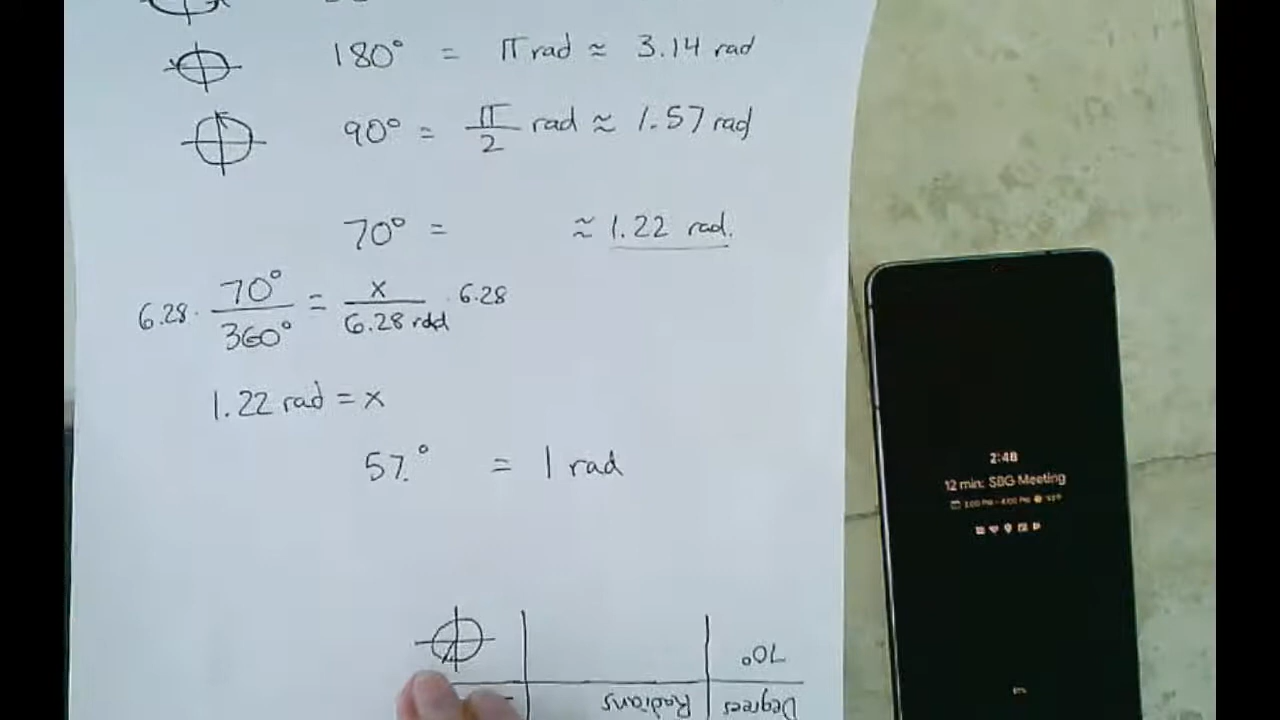 180° = π rad ≈ 3.14 rad
90° = π/2 rad ≈ 1.57 rad
70° = ≈ 1.22 rad.
6.28 · 70°/360° = x/6.28 rad · 6.28
1.22 rad = x
57.° = 1 rad
2:48
12 min: SBG Meeting
70°
Degrees Radians